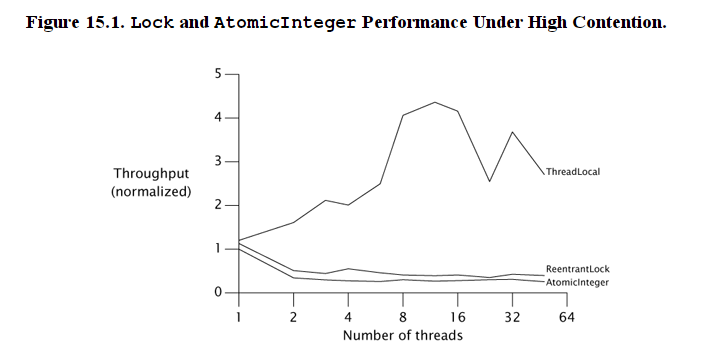 Figure 15.1. Lock and AtomicInteger Performance Under High Contention.
5
4
3
2
1
0
Throughput
(normalized)
ThreadLocal
ReentrantLock
AtomicInteger
1 2 4 8 16 32 64
Number of threads